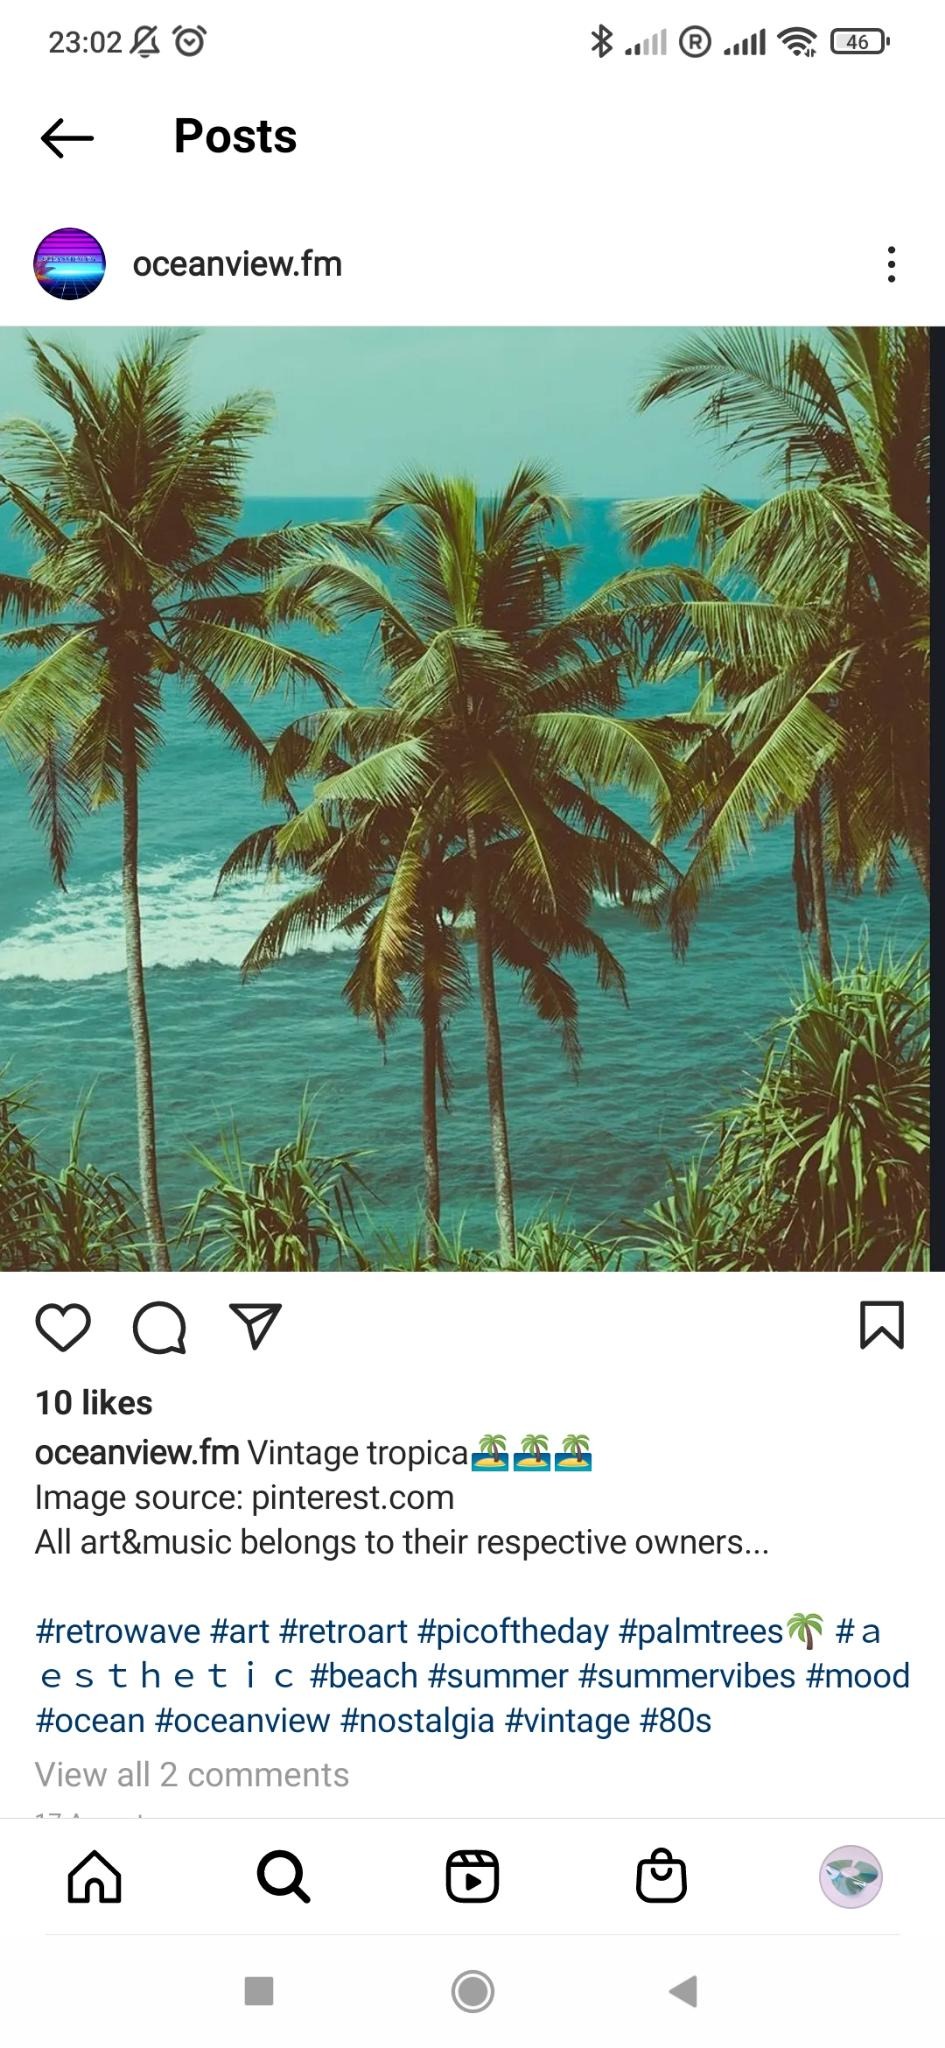 23:02 ® 46
Posts
oceanview.fm
10 likes
oceanview.fm Vintage tropica🏝🏝🏝
Image source: pinterest.com
All art&music belongs to their respective owners...
#retrowave #art #retroart #picoftheday #palmtrees🌴 #ａ
ｅｓｔｈｅｔｉｃ #beach #summer #summervibes #mood
#ocean #oceanview #nostalgia #vintage #80s
View all 2 comments